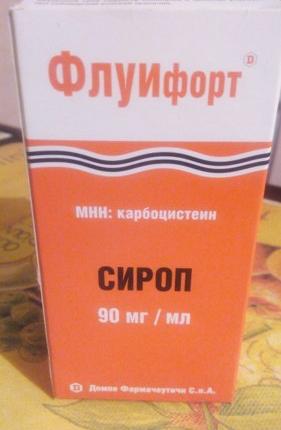 Флуифорт
МНН: карбоцистеин
СИРОП
90 мг / мл
Домпе Фармачеутичи С.п.А.